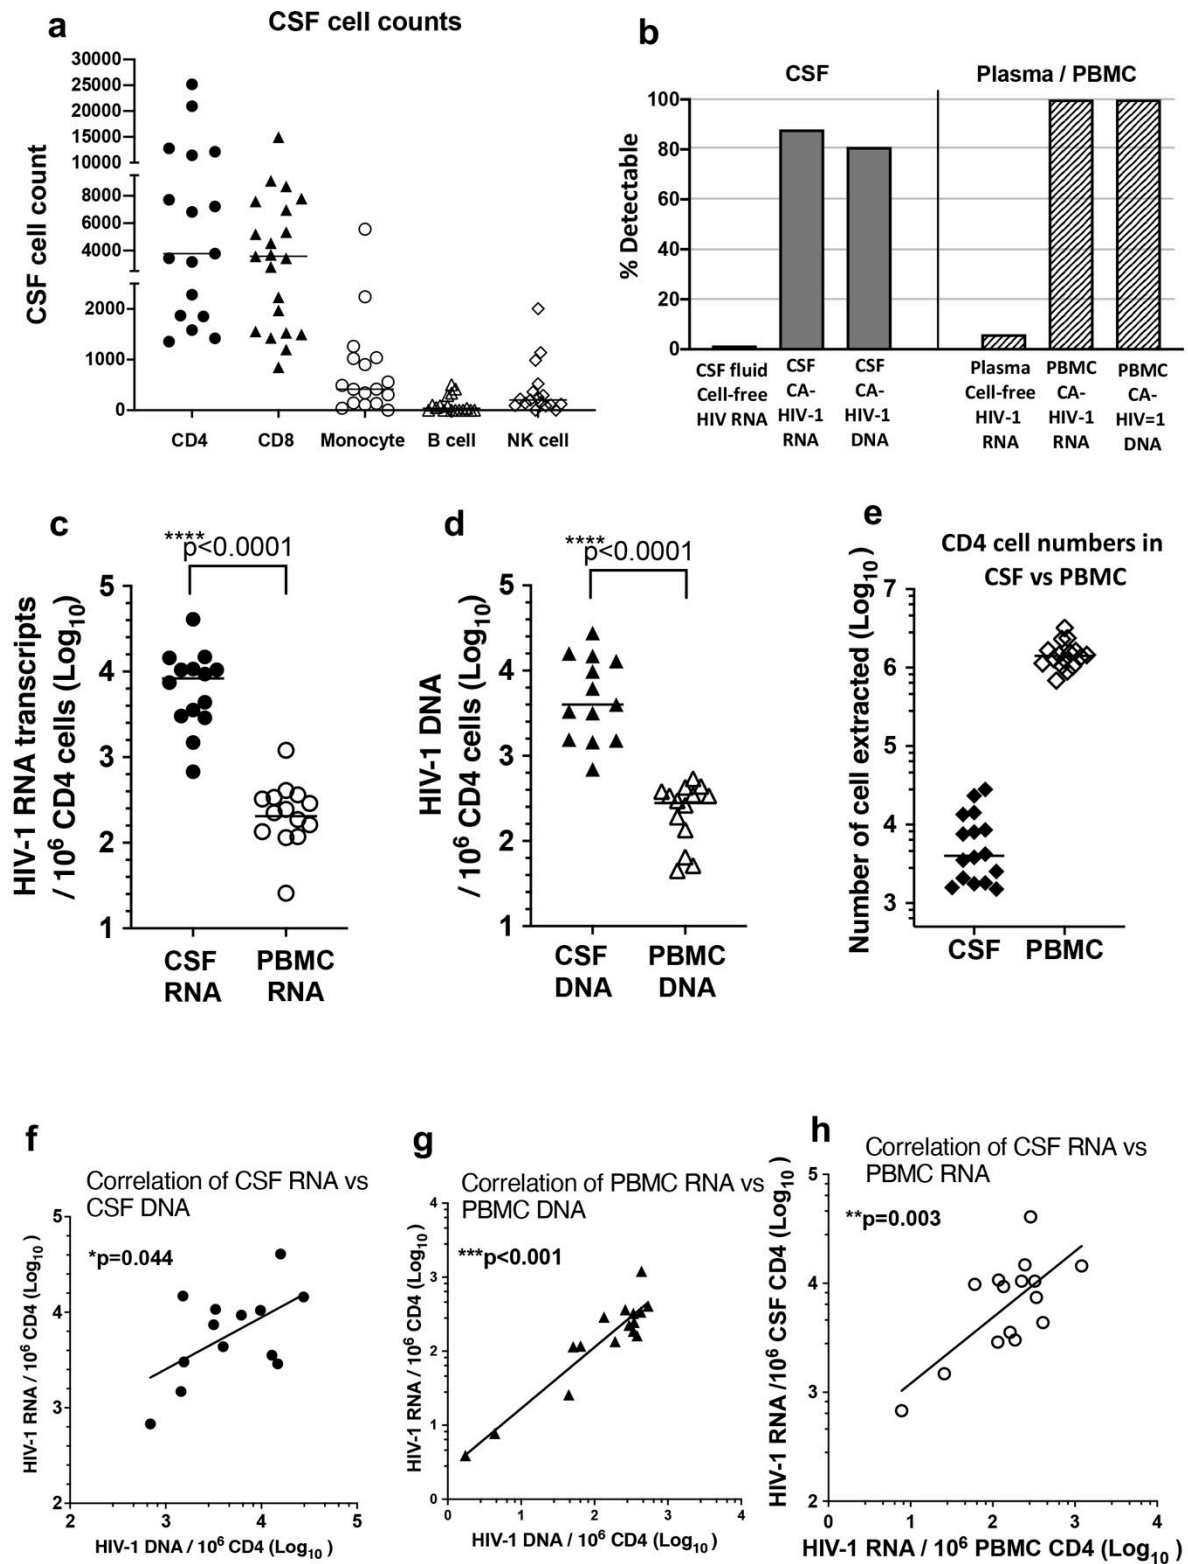 a
CSF cell counts
CSF cell count
30000
25000
20000
15000
10000
8000
6000
4000
2000
1000
0
CD4
CD8
Monocyte
B cell
NK cell
b
CSF
Plasma / PBMC
% Detectable
100
80
60
40
20
0
CSF fluid
Cell-free
HIV RNA
CSF
CA-
HIV-1
RNA
CSF
CA-
HIV-1
DNA
Plasma
Cell-free
HIV-1
RNA
PBMC
CA-
HIV-1
RNA
PBMC
CA-
HIV=1
DNA
c
****
p<0.0001
HIV-1 RNA transcripts
/ 10⁶ CD4 cells (Log₁₀)
5
4
3
2
1
CSF
RNA
PBMC
RNA
d
****
p<0.0001
HIV-1 DNA
/ 10⁶ CD4 cells (Log₁₀)
5
4
3
2
1
CSF
DNA
PBMC
DNA
e
CD4 cell numbers in
CSF vs PBMC
Number of cell extracted (Log₁₀)
7
6
5
4
3
CSF
PBMC
f
Correlation of CSF RNA vs
CSF DNA
*p=0.044
HIV-1 RNA / 10⁶ CD4 (Log₁₀)
5
4
3
2
2
3
4
5
HIV-1 DNA / 10⁶ CD4 (Log₁₀)
g
Correlation of PBMC RNA vs
PBMC DNA
***p<0.001
HIV-1 RNA / 10⁶ CD4 (Log₁₀)
4
3
2
1
0
0
1
2
3
4
HIV-1 DNA / 10⁶ CD4 (Log₁₀)
h
Correlation of CSF RNA vs
PBMC RNA
**p=0.003
HIV-1 RNA /10⁶ CSF CD4 (Log₁₀)
5
4
3
2
0
1
2
3
4
HIV-1 RNA / 10⁶ PBMC CD4 (Log₁₀)